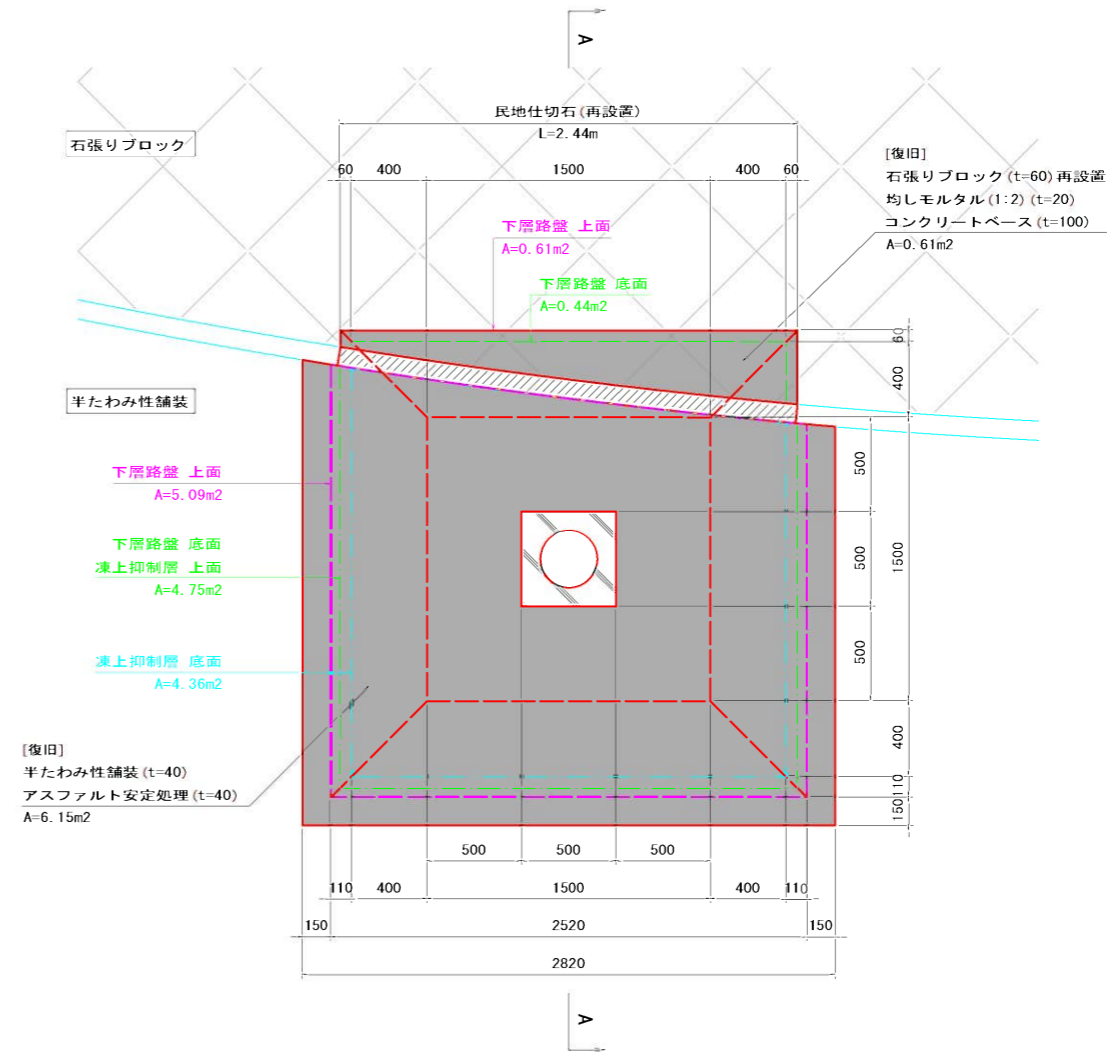 A
民地仕切石(再設置)
L=2.44m
石張りブロック
60 400 1500 400 60
[復旧]
石張りブロック(t=60)再設置
均しモルタル(1:2)(t=20)
コンクリートベース(t=100)
A=0.61m2
下層路盤 上面
A=0.61m2
下層路盤 底面
A=0.44m2
60
400
半たわみ性舗装
500
下層路盤 上面
A=5.09m2
下層路盤 底面
凍上抑制層 上面
A=4.75m2
500
1500
500
凍上抑制層 底面
A=4.36m2
400
[復旧]
半たわみ性舗装(t=40)
アスファルト安定処理(t=40)
A=6.15m2
110
150
500 500 500
110 400 1500 400 110
150 2520 150
2820
A